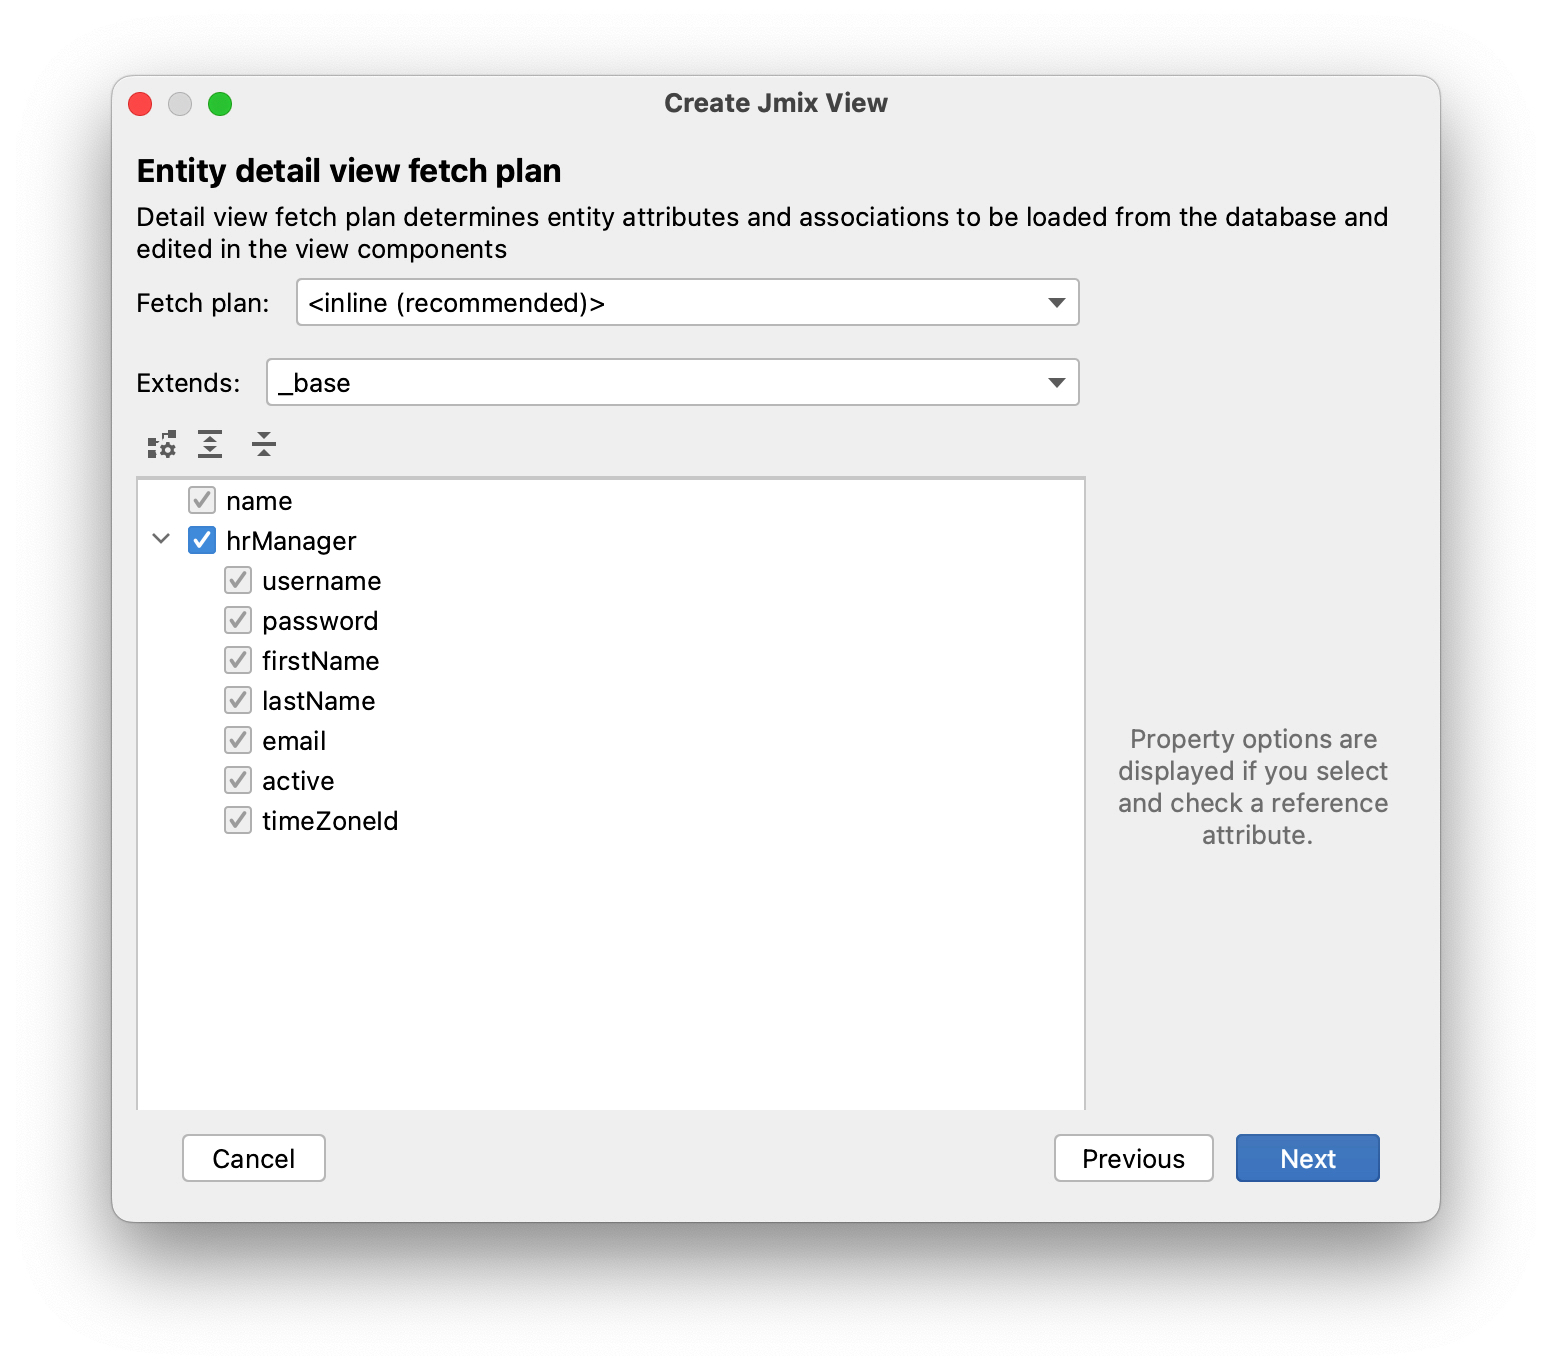 Create Jmix View
Entity detail view fetch plan
Detail view fetch plan determines entity attributes and associations to be loaded from the database and
edited in the view components
Fetch plan: <inline (recommended)>
Extends: _base
name
hrManager
username
password
firstName
lastName
email
active
timeZoneId
Property options are
displayed if you select
and check a reference
attribute.
Cancel Previous Next